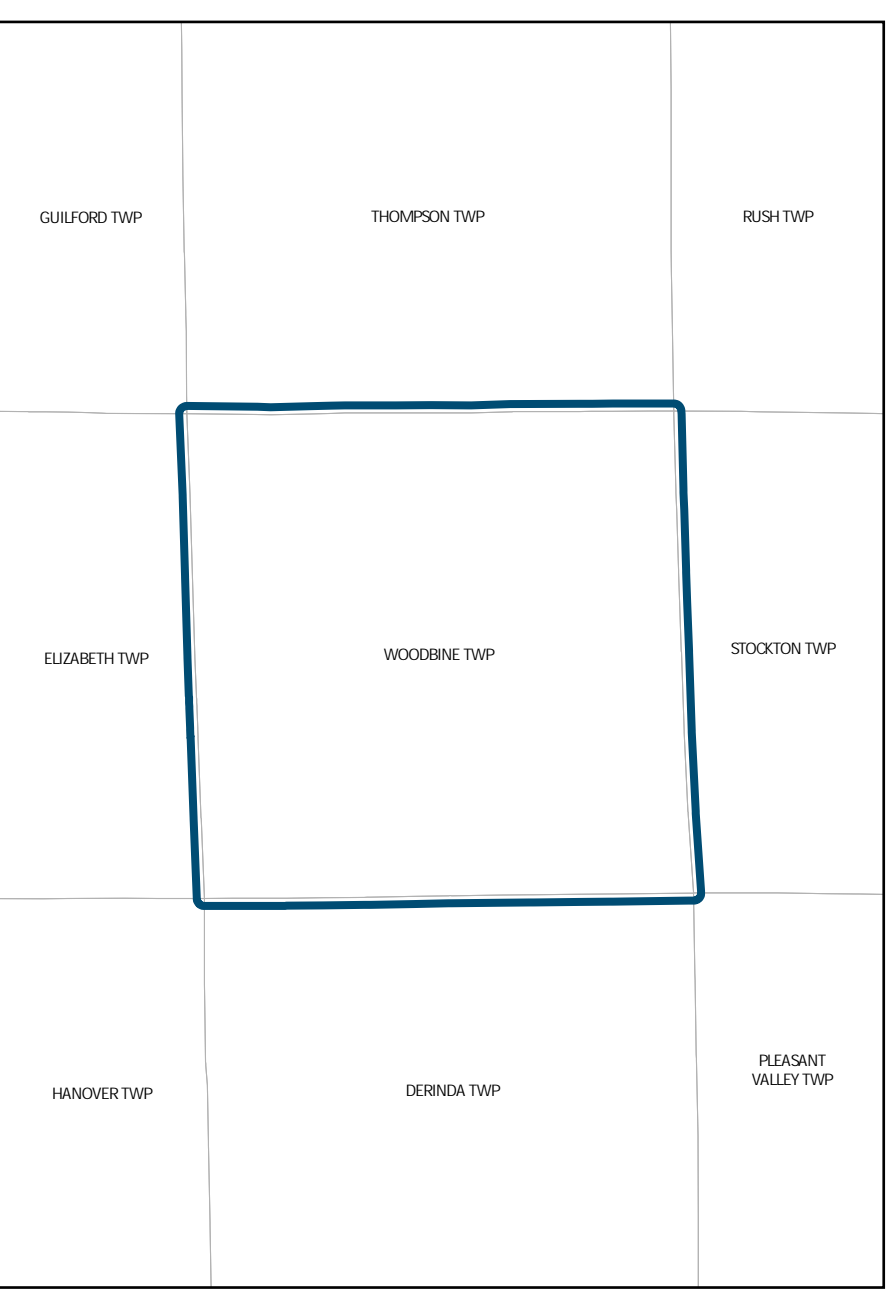 GUILFORD TWP
THOMPSON TWP
RUSH TWP
ELIZABETH TWP
WOODBINE TWP
STOCKTON TWP
HANOVER TWP
DERINDA TWP
PLEASANT
VALLEY TWP